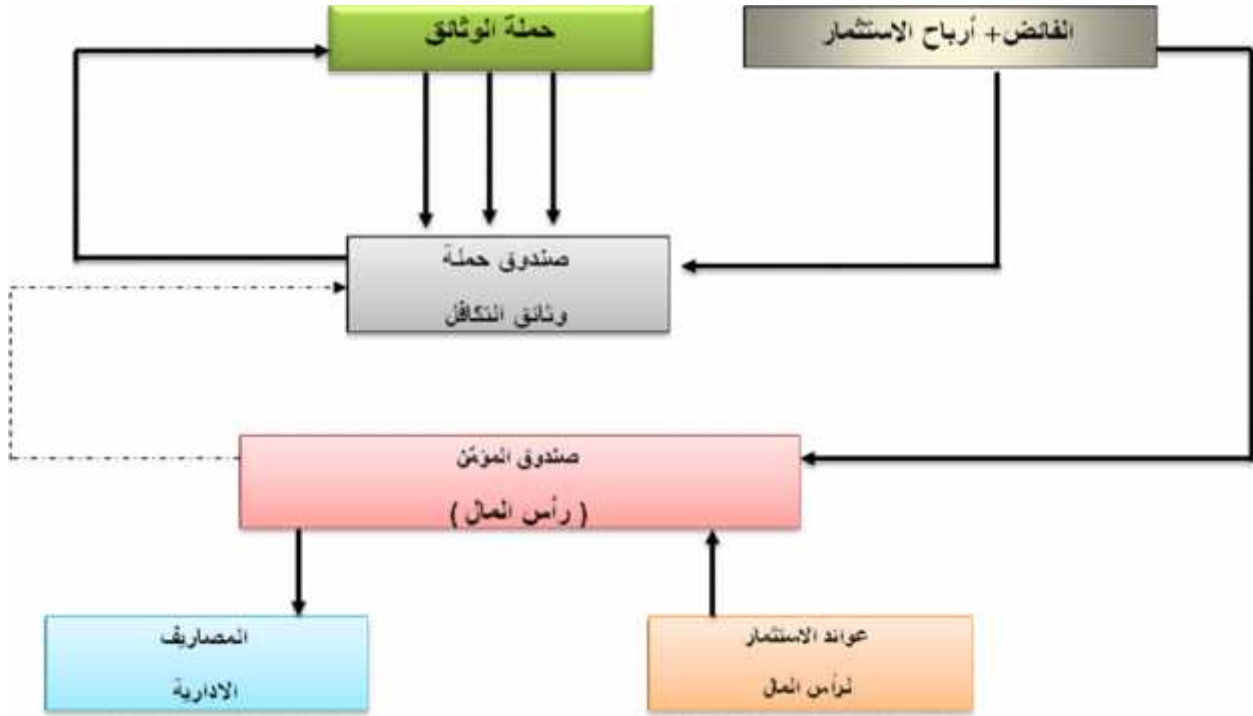 الفائض+ أرباح الاستثمار
حملة الوثائق
صندوق حملة
وثائق التكافل
صندوق المؤمّن
( رأس المال )
عوائد الاستثمار
لرأس المال
المصاريف
الادارية